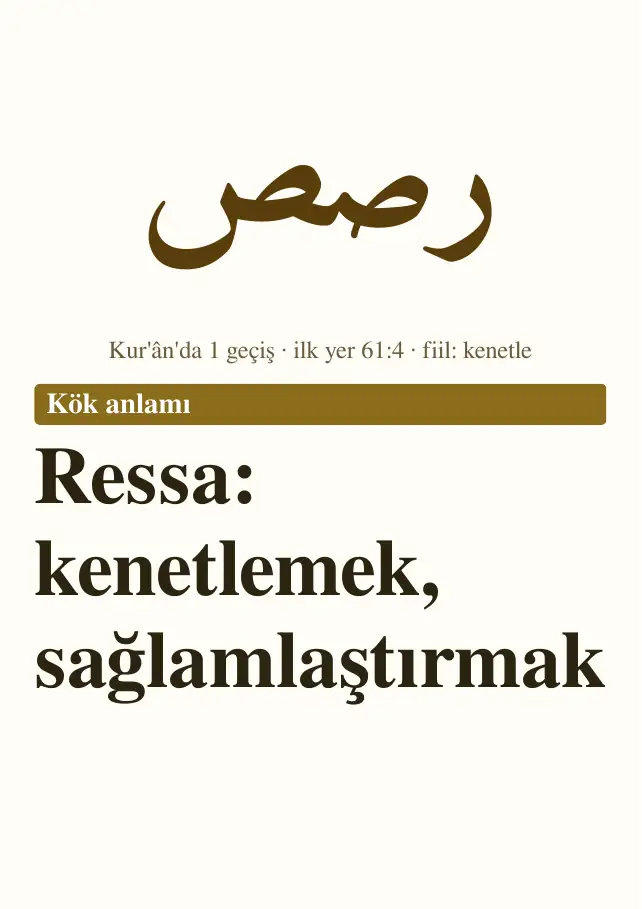 رصص
Kur'ân'da 1 geçiş · ilk yer 61:4 · fiil: kenetle
Kök anlamı
Ressa:
kenetlemek,
sağlamlaştırmak